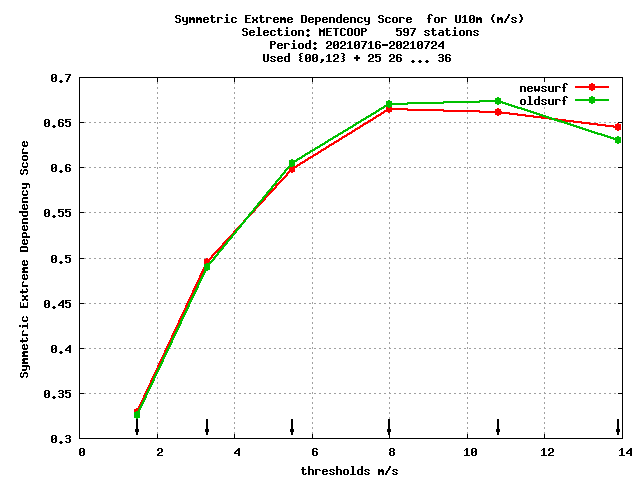 Symmetric Extreme Dependency Score  for U10m (m/s)
Selection: METCOOP    597 stations
Period: 20210716-20210724
Used {00,12} + 25 26 ... 36
newsurf
oldsurf
0.7
0.65
0.6
0.55
0.5
0.45
0.4
0.35
0.3
Symmetric Extreme Dependency Score
0 2 4 6 8 10 12 14
thresholds m/s